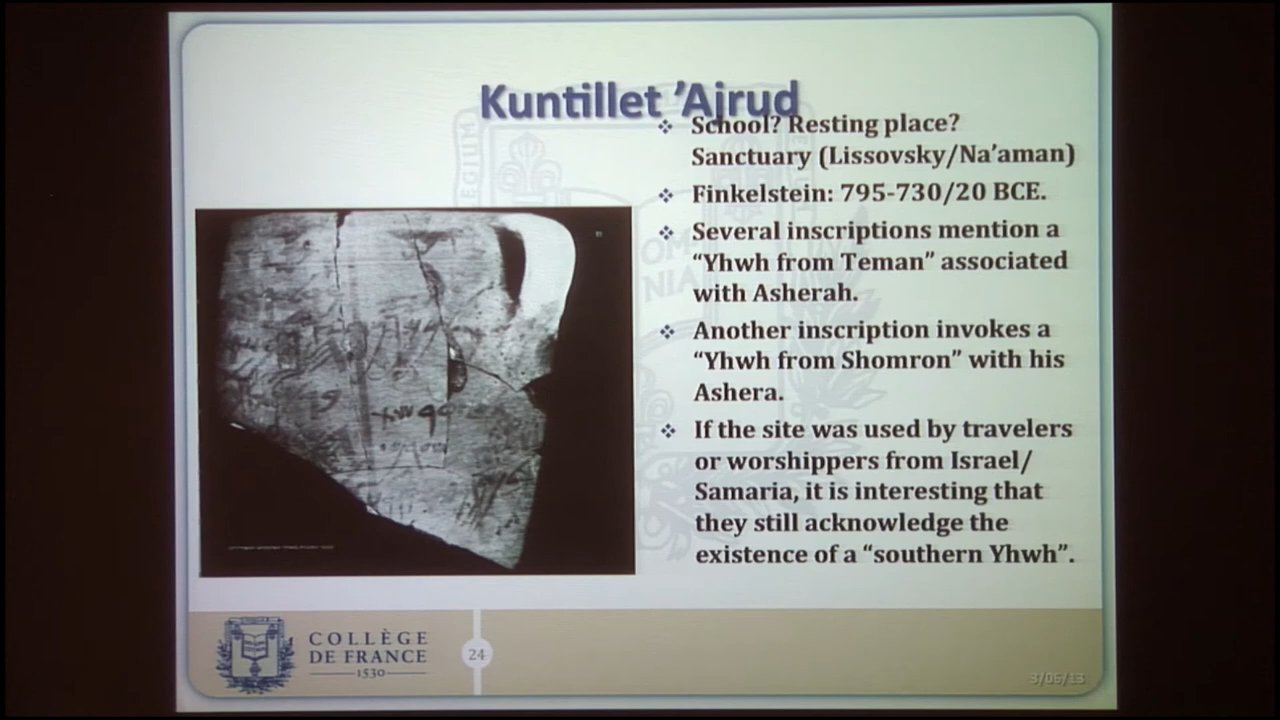 Kuntillet ’Ajrud
❖ School? Resting place?
Sanctuary (Lissovsky/Na’aman)
❖ Finkelstein: 795-730/20 BCE.
❖ Several inscriptions mention a
“Yhwh from Teman” associated
with Asherah.
❖ Another inscription invokes a
“Yhwh from Shomron” with his
Ashera.
❖ If the site was used by travelers
or worshippers from Israel/
Samaria, it is interesting that
they still acknowledge the
existence of a “southern Yhwh”.
COLLÈGE
DE FRANCE
1530
24
3/06/13